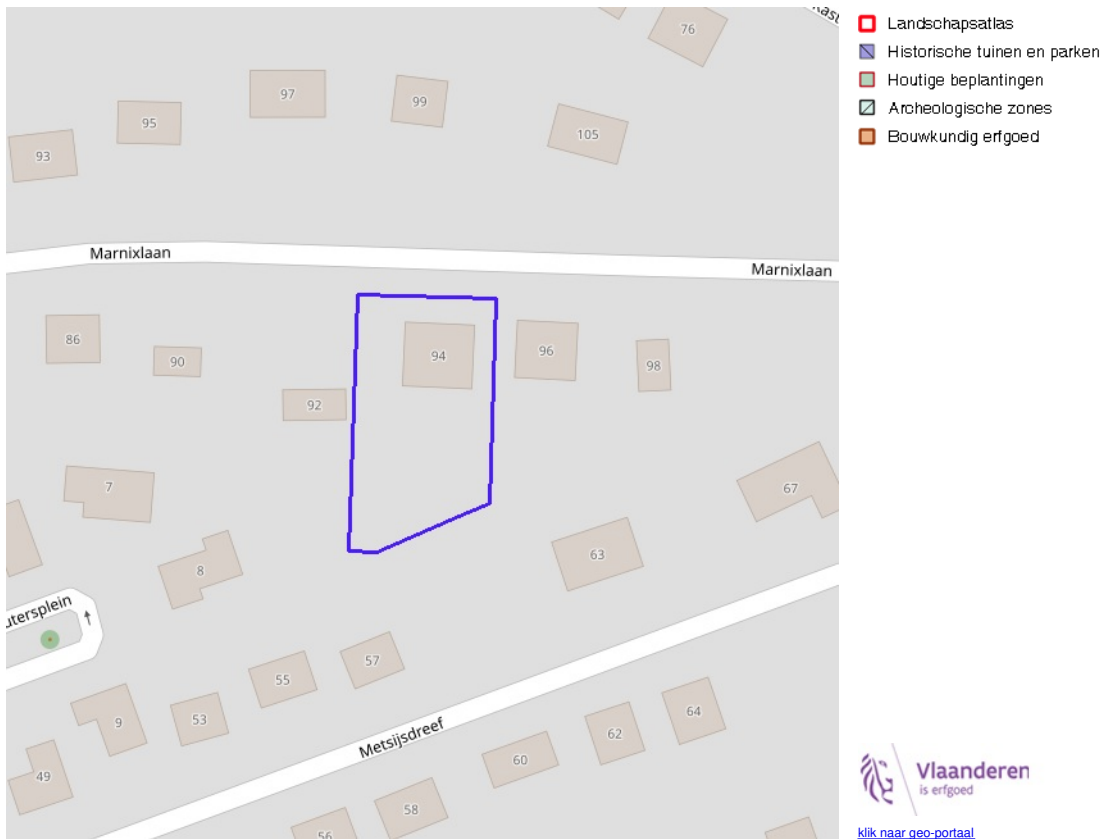 Kast
76
97
99
95
105
93
Marnixlaan
Marnixlaan
86
94
96
90
98
92
7
67
63
8
utersplein
57
55
53
9
64
62
Metsijsdreef
60
49
58
56
Landschapsatlas
Historische tuinen en parken
Houtige beplantingen
Archeologische zones
Bouwkundig erfgoed
Vlaanderen
is erfgoed
klik naar geo-portaal